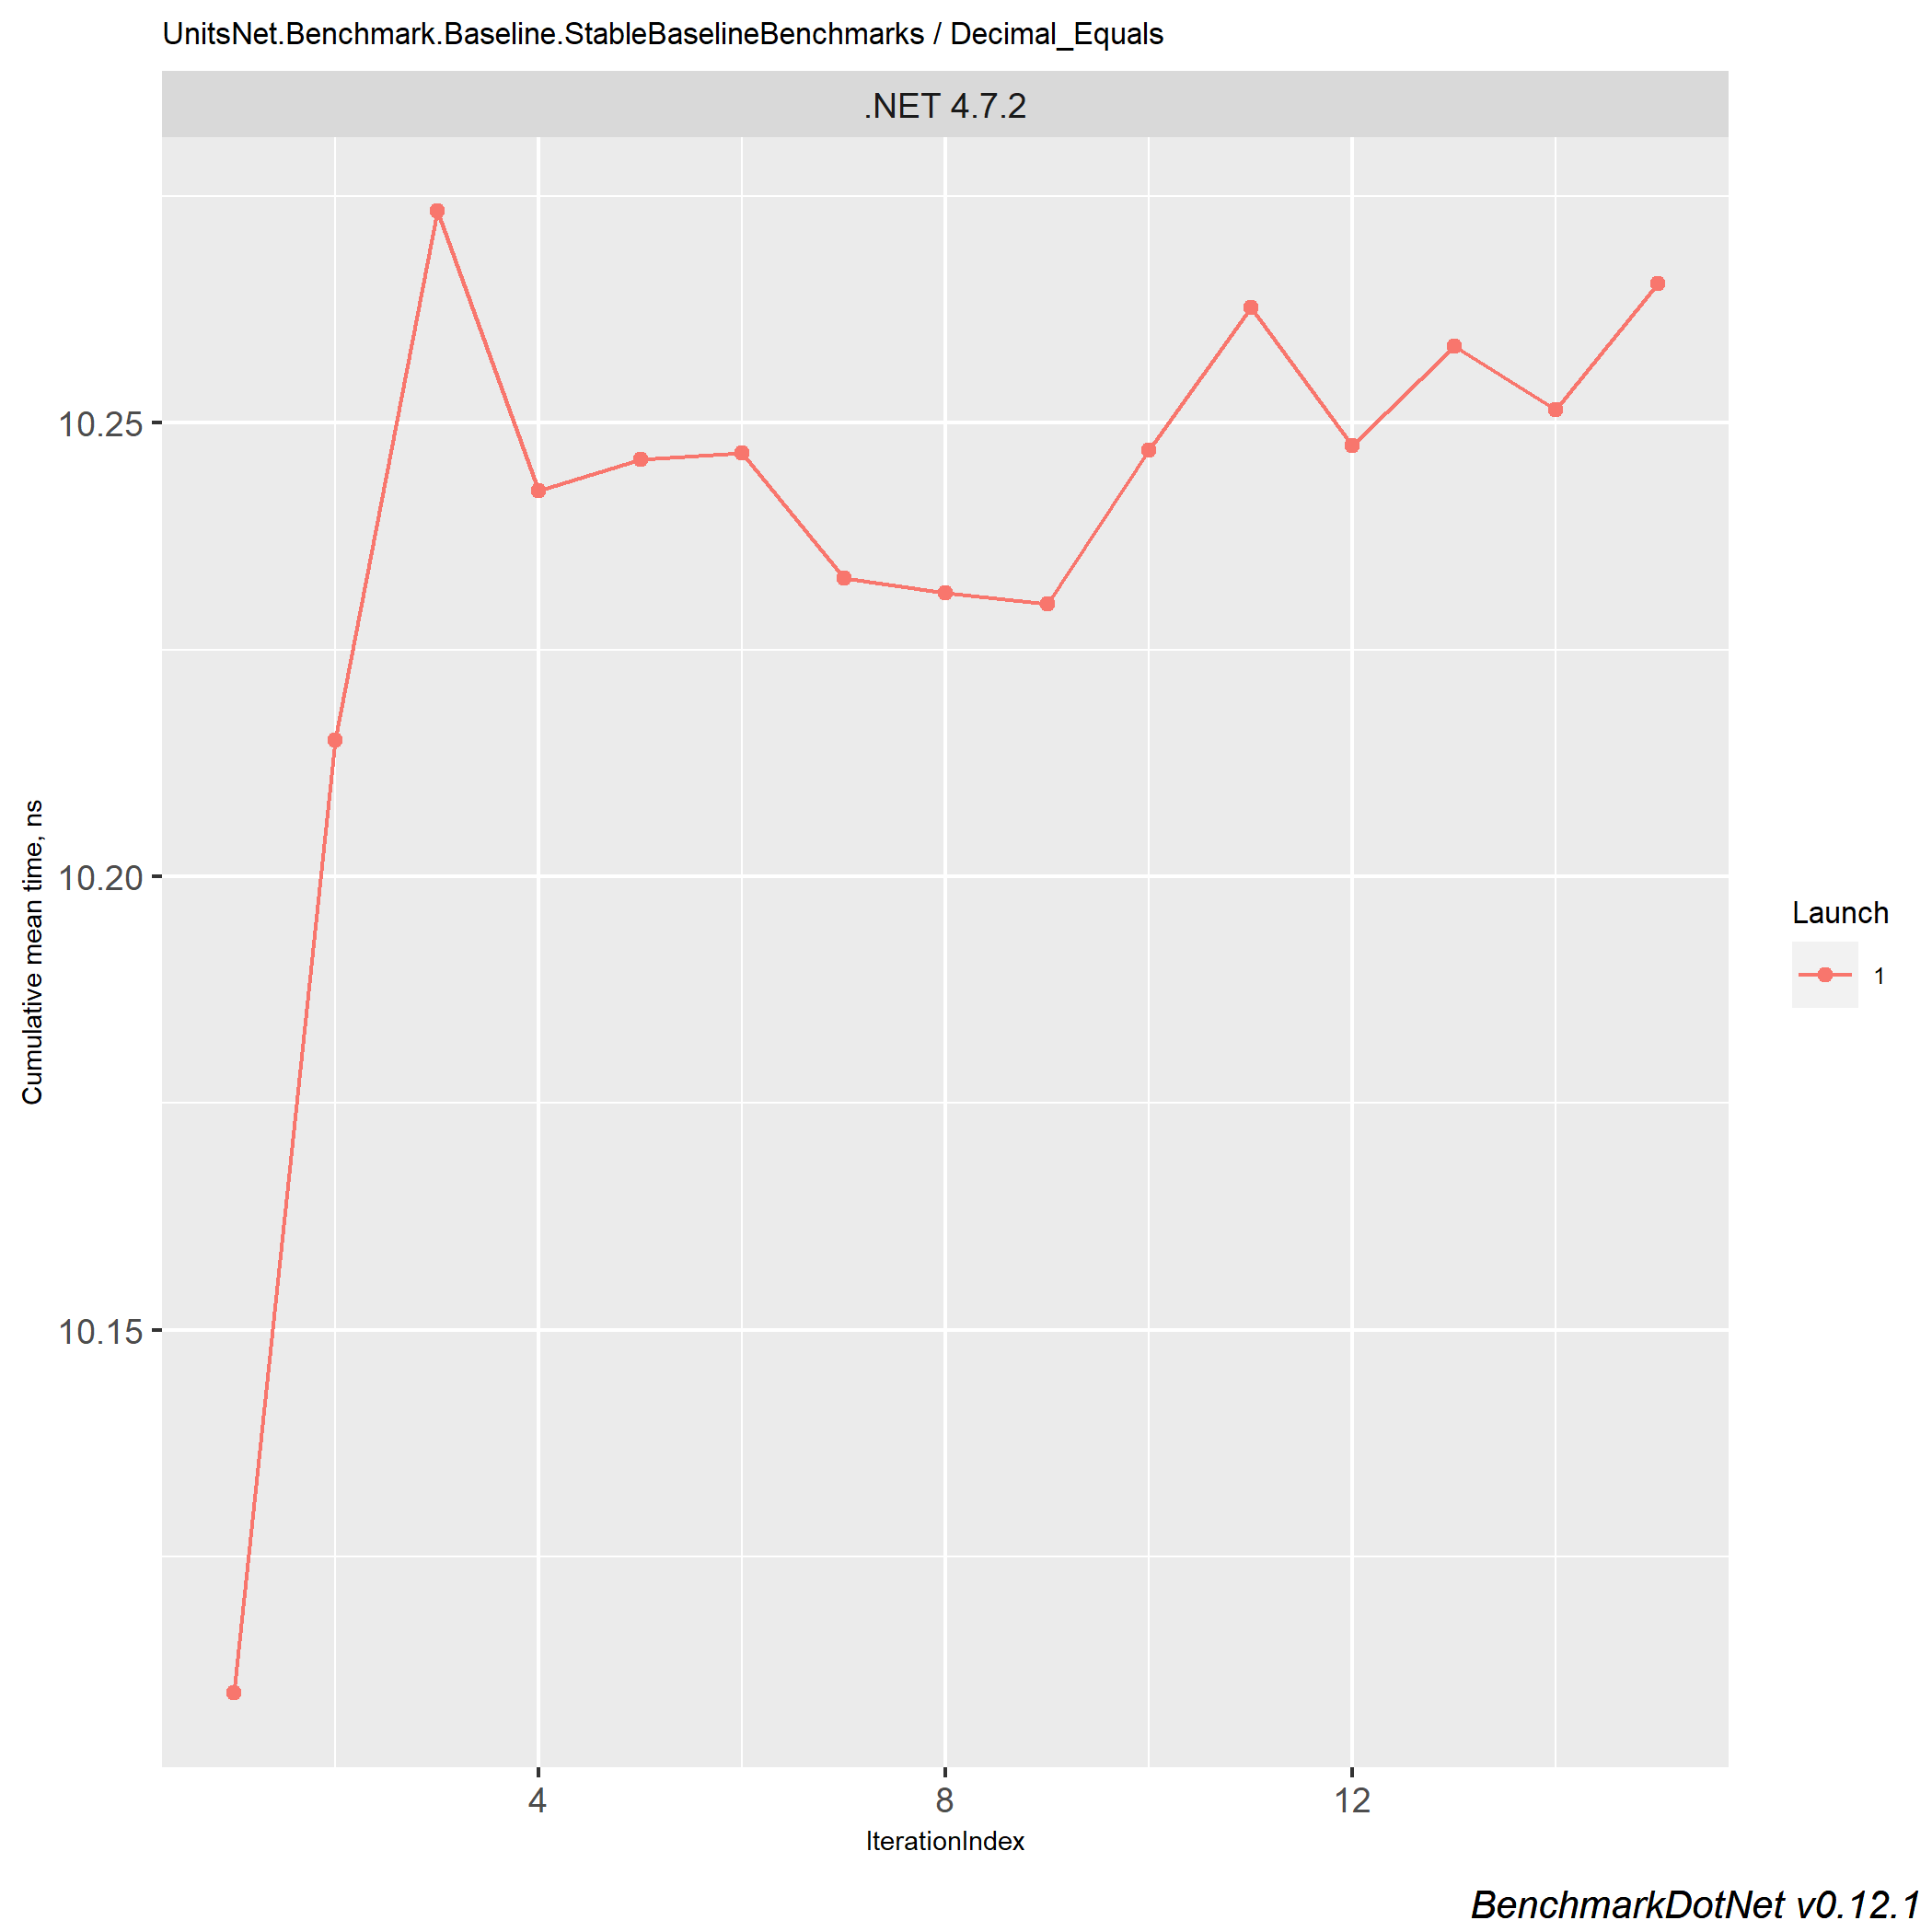 UnitsNet.Benchmark.Baseline.StableBaselineBenchmarks / Decimal_Equals
.NET 4.7.2
10.25
10.20
10.15
Cumulative mean time, ns
4
8
12
IterationIndex
Launch
1
BenchmarkDotNet v0.12.1